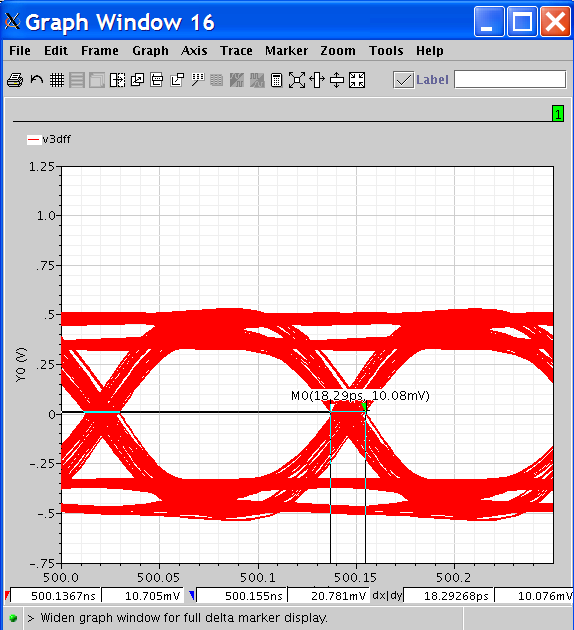 Graph Window 16
File Edit Frame Graph Axis Trace Marker Zoom Tools Help
Label
1
v3dff
1.25
1.0
.75
.5
.25
M0(18.29ps, 10.08mV)
0
-.25
-.5
-.75
Y0 (V)
500.0 500.05 500.1 500.15 500.2
500.1367ns 10.705mV 500.155ns 20.781mV dx|dy 18.29268ps 10.076mV
> Widen graph window for full delta marker display.